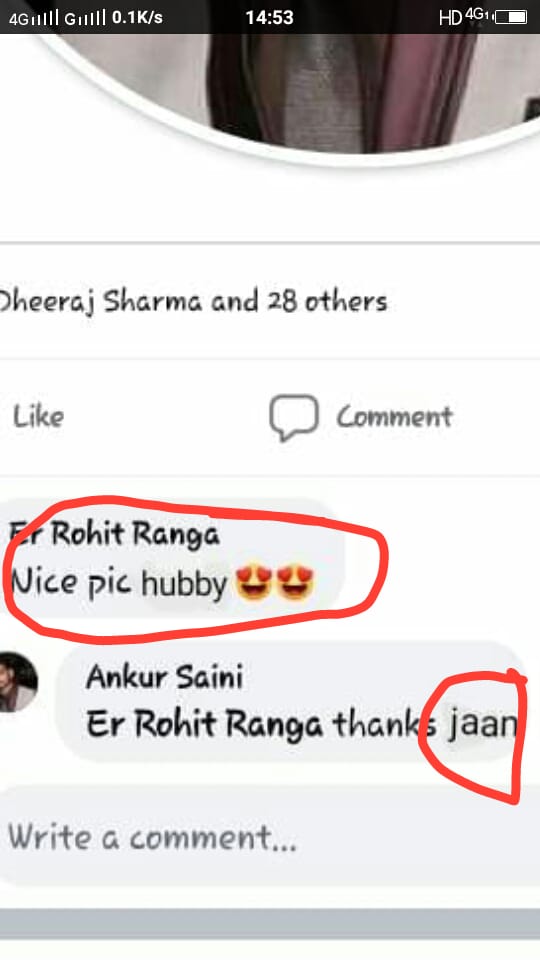 4G G 0.1K/s 14:53 HD 4G
Dheeraj Sharma and 28 others
Like Comment
Er Rohit Ranga
Nice pic hubby 😍😍
Ankur Saini
Er Rohit Ranga thanks jaan
Write a comment...